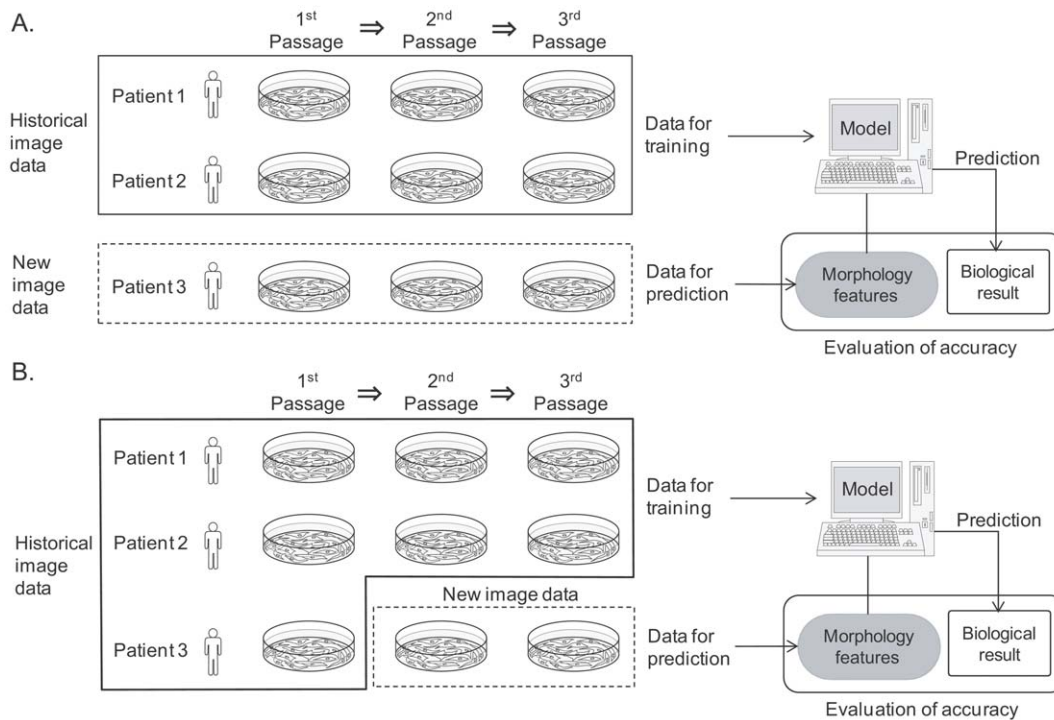 A.
1st
Passage
⇒
2nd
Passage
⇒
3rd
Passage
Historical
image
data
Patient 1
Patient 2
Data for
training
Model
Prediction
New
image
data
Patient 3
Data for
prediction
Morphology
features
Biological
result
Evaluation of accuracy
B.
1st
Passage
⇒
2nd
Passage
⇒
3rd
Passage
Historical
image
data
Patient 1
Patient 2
Data for
training
Model
Prediction
New image data
Patient 3
Data for
prediction
Morphology
features
Biological
result
Evaluation of accuracy